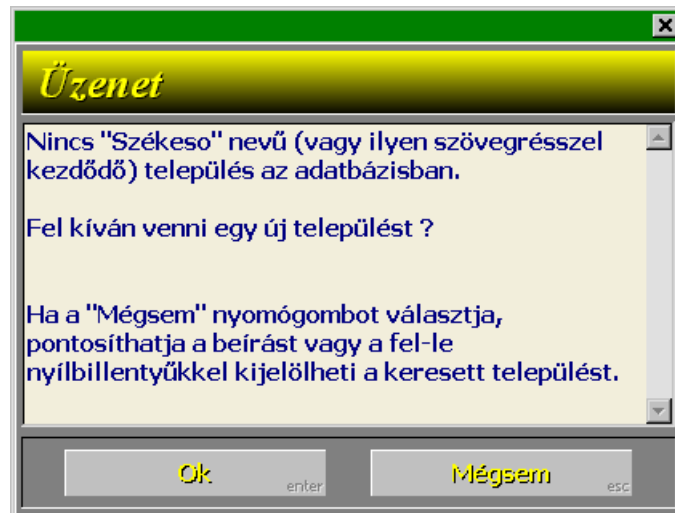 Üzenet
Nincs "Székeso" nevű (vagy ilyen szövegrésszel
kezdődő) település az adatbázisban.
Fel kíván venni egy új települést ?
Ha a "Mégsem" nyomógombot választja,
pontosíthatja a beírást vagy a fel-le
nyílbillentyűkkel kijelölheti a keresett települést.
Ok enter
Mégsem esc